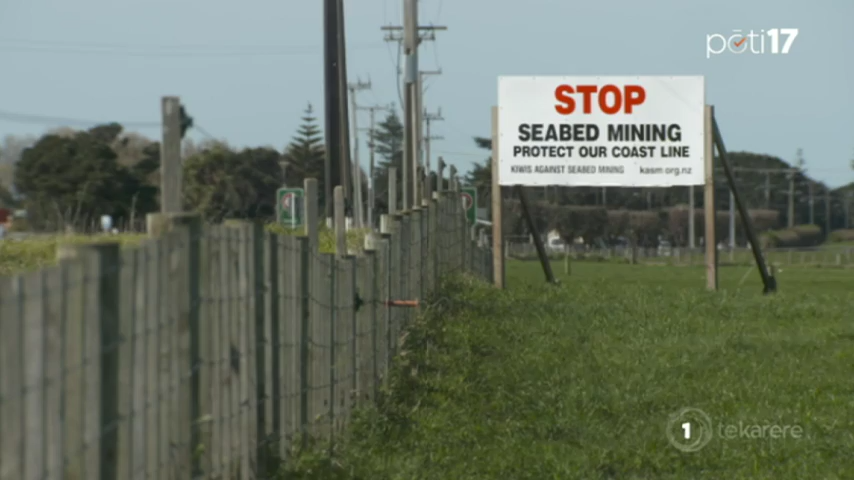 pōti17
STOP
SEABED MINING
PROTECT OUR COAST LINE
KIWIS AGAINST SEABED MINING kasm.org.nz
1 tekarere